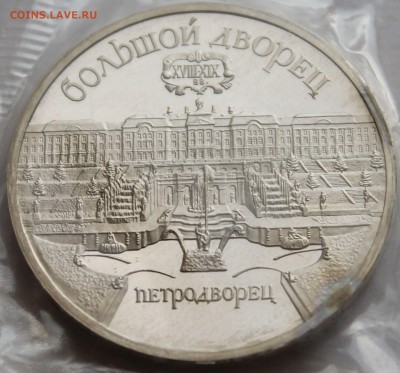 COINS.LAVE.RU
БОЛЬШОЙ ДВОРЕЦ
XVIII-XIX
ВВ.
ПЕТРОДВОРЕЦ